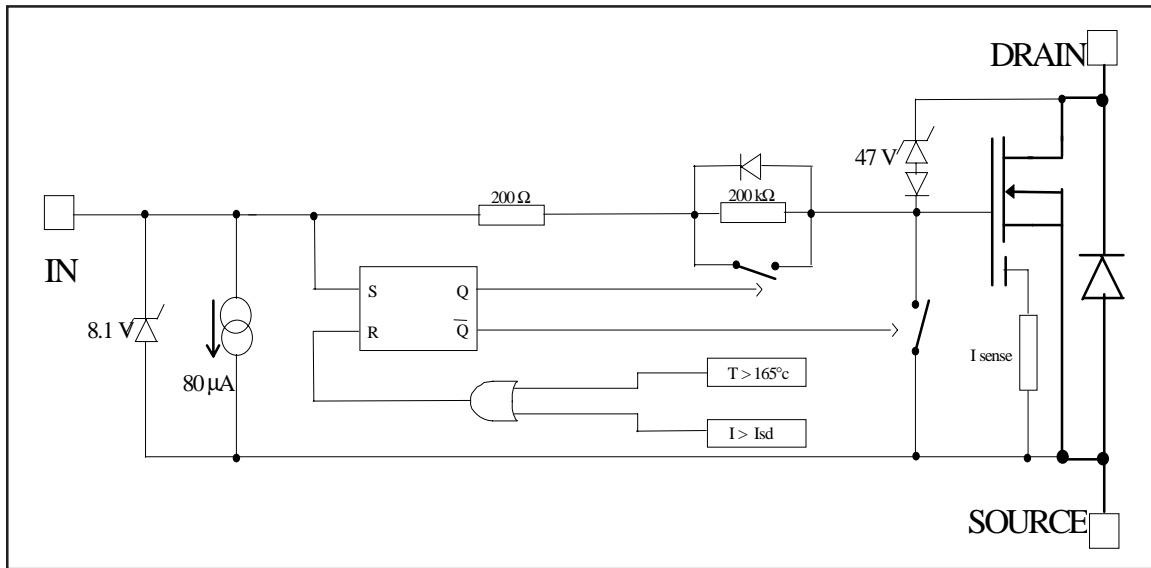 DRAIN
47 V
200 Ω
200 kΩ
IN
S
Q
R
Q̅
8.1 V
80 µA
T > 165°c
I sense
I > Isd
SOURCE